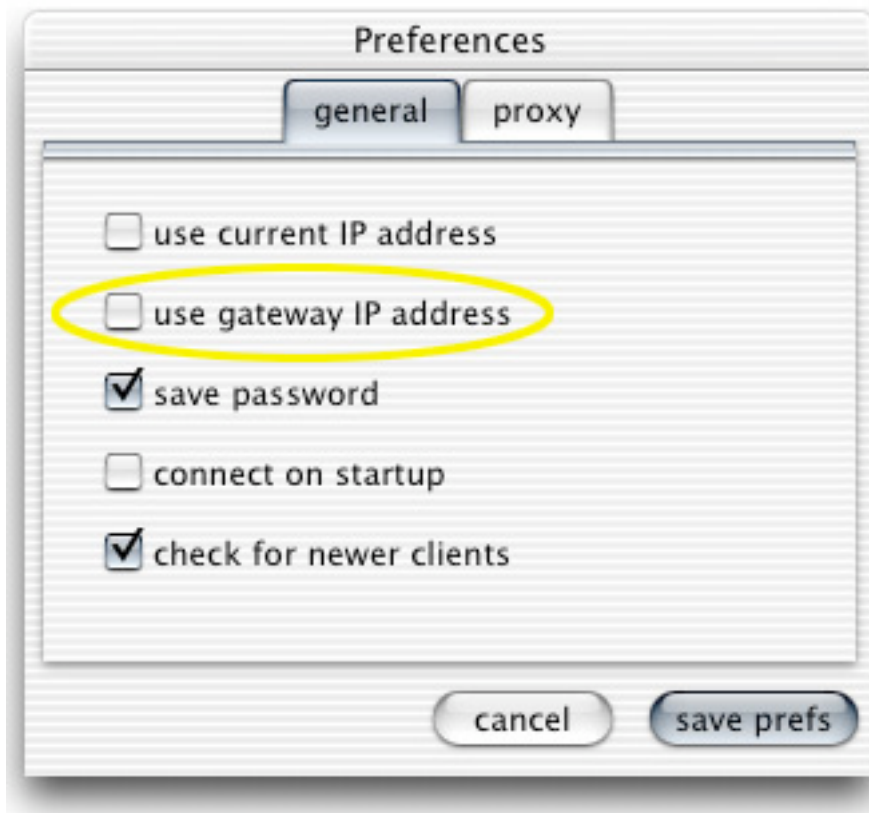 Preferences
general proxy
use current IP address
use gateway IP address
save password
connect on startup
check for newer clients
cancel save prefs